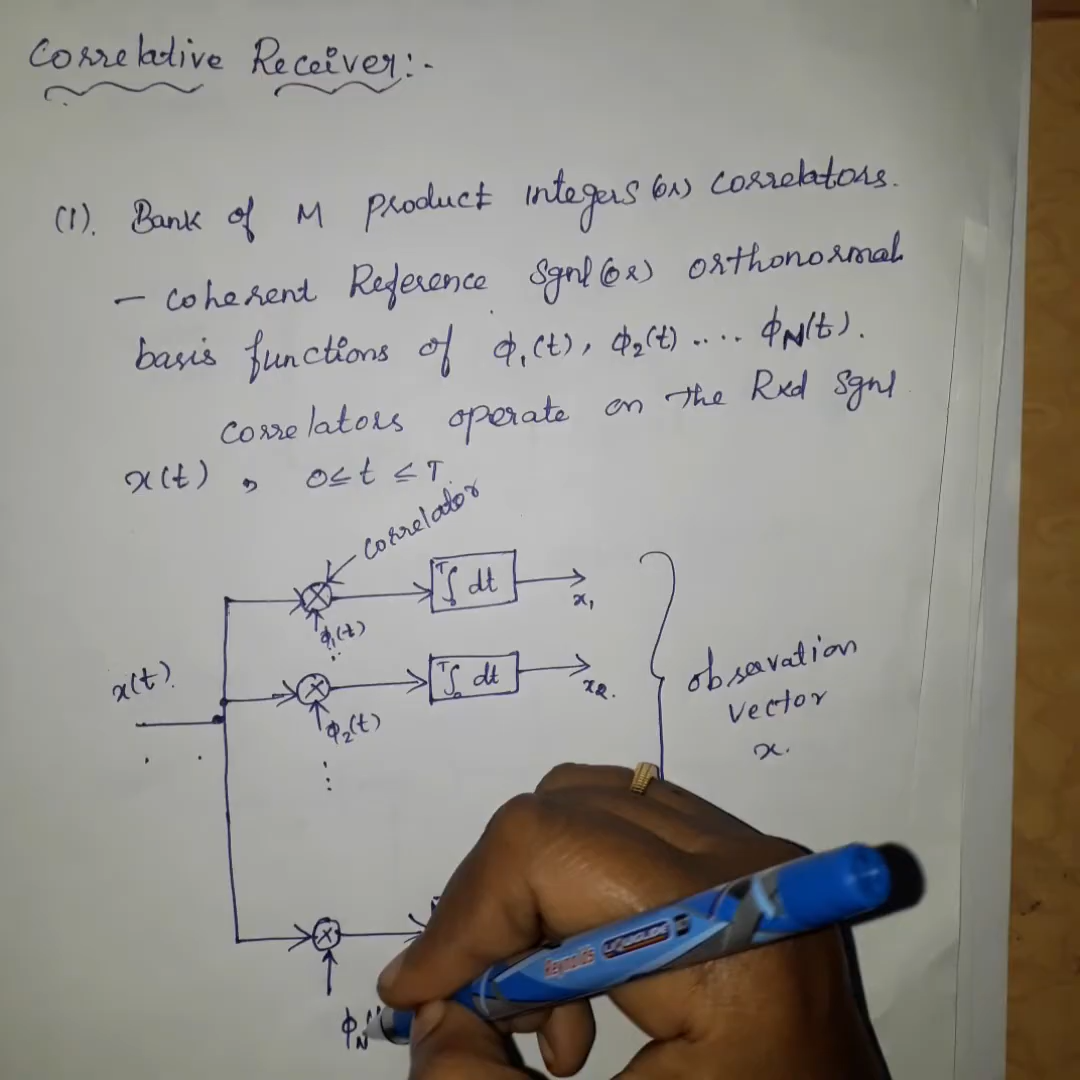 Correlative Receiver:-
(1). Bank of M product integers (or) correlators.
- coherent Reference Sgnl (or) orthonormal
basis functions of ϕ₁(t), ϕ₂(t) .... ϕN(t).
correlators operate on the Rxd Sgnl
x(t) , 0≤t ≤T.
correlator
T∫0 dt
x₁
ϕ₁(t)
x(t).
T∫0 dt
x2.
ϕ₂(t)
observation
vector
x.
ϕN
Reynolds
LIQUIGLIDE